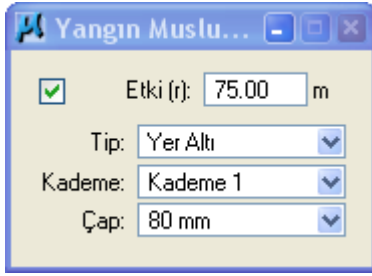 Yangın Muslu...
Etki (r): 75.00 m
Tip: Yer Altı
Kademe: Kademe 1
Çap: 80 mm